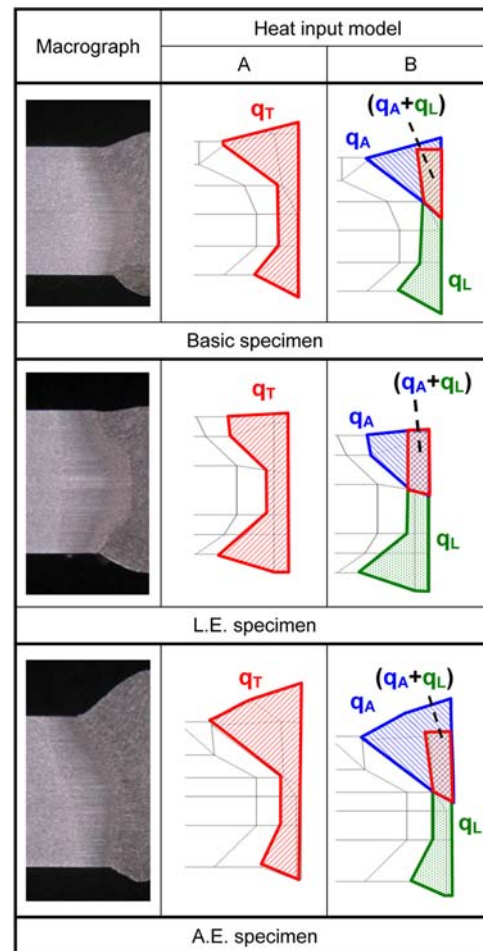 Macrograph
Heat input model
A
B
qT
(qA+qL)
qA
qL
Basic specimen
qT
(qA+qL)
qA
qL
L.E. specimen
qT
(qA+qL)
qA
qL
A.E. specimen